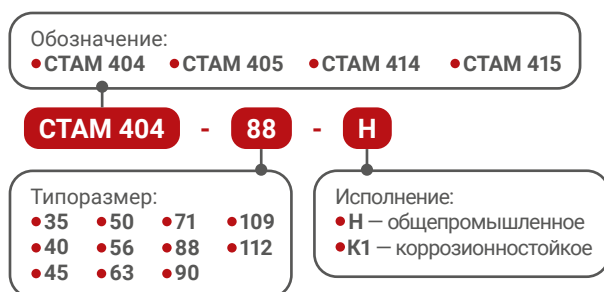 Обозначение:
•СТАМ 404 •СТАМ 405 •СТАМ 414 •СТАМ 415
СТАМ 404 - 88 - Н
Типоразмер:
•35 •50 •71 •109
•40 •56 •88 •112
•45 •63 •90
Исполнение:
•Н — общепромышленное
•К1 — коррозионностойкое